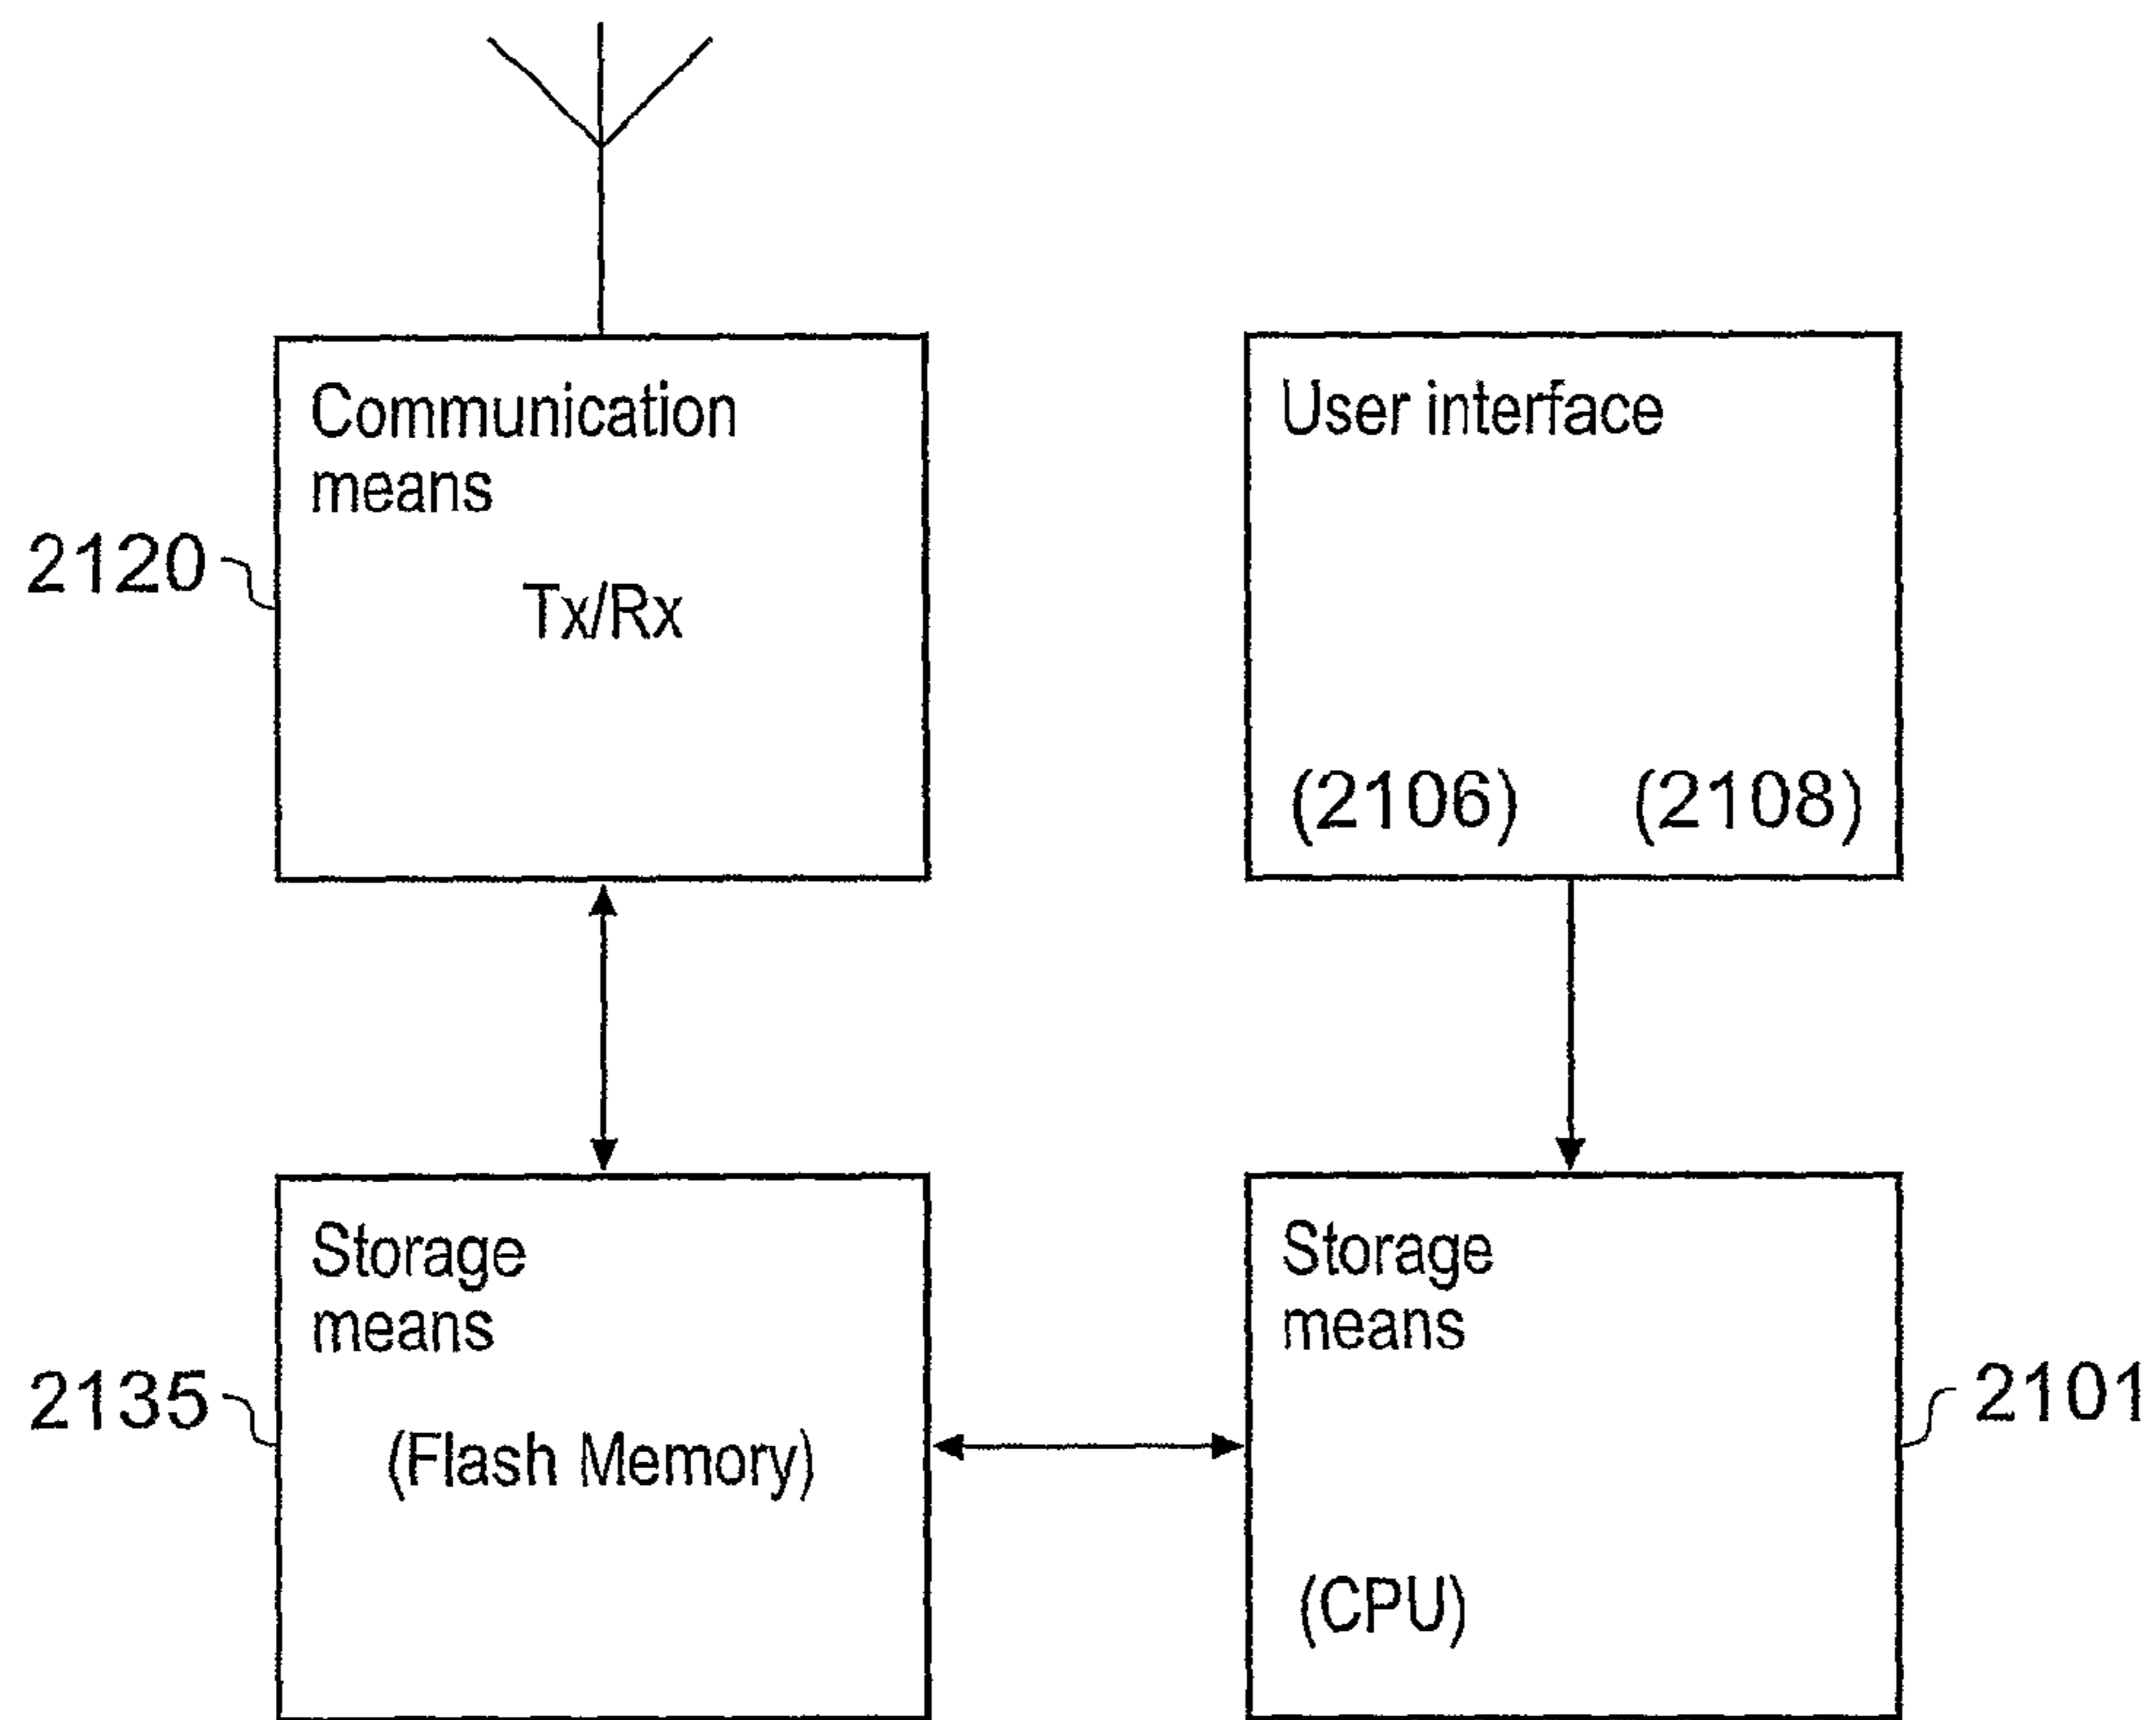 Communication
means
Tx/Rx
2120
User interface
(2106) (2108)
Storage
means
(Flash Memory)
2135
Storage
means
(CPU)
2101